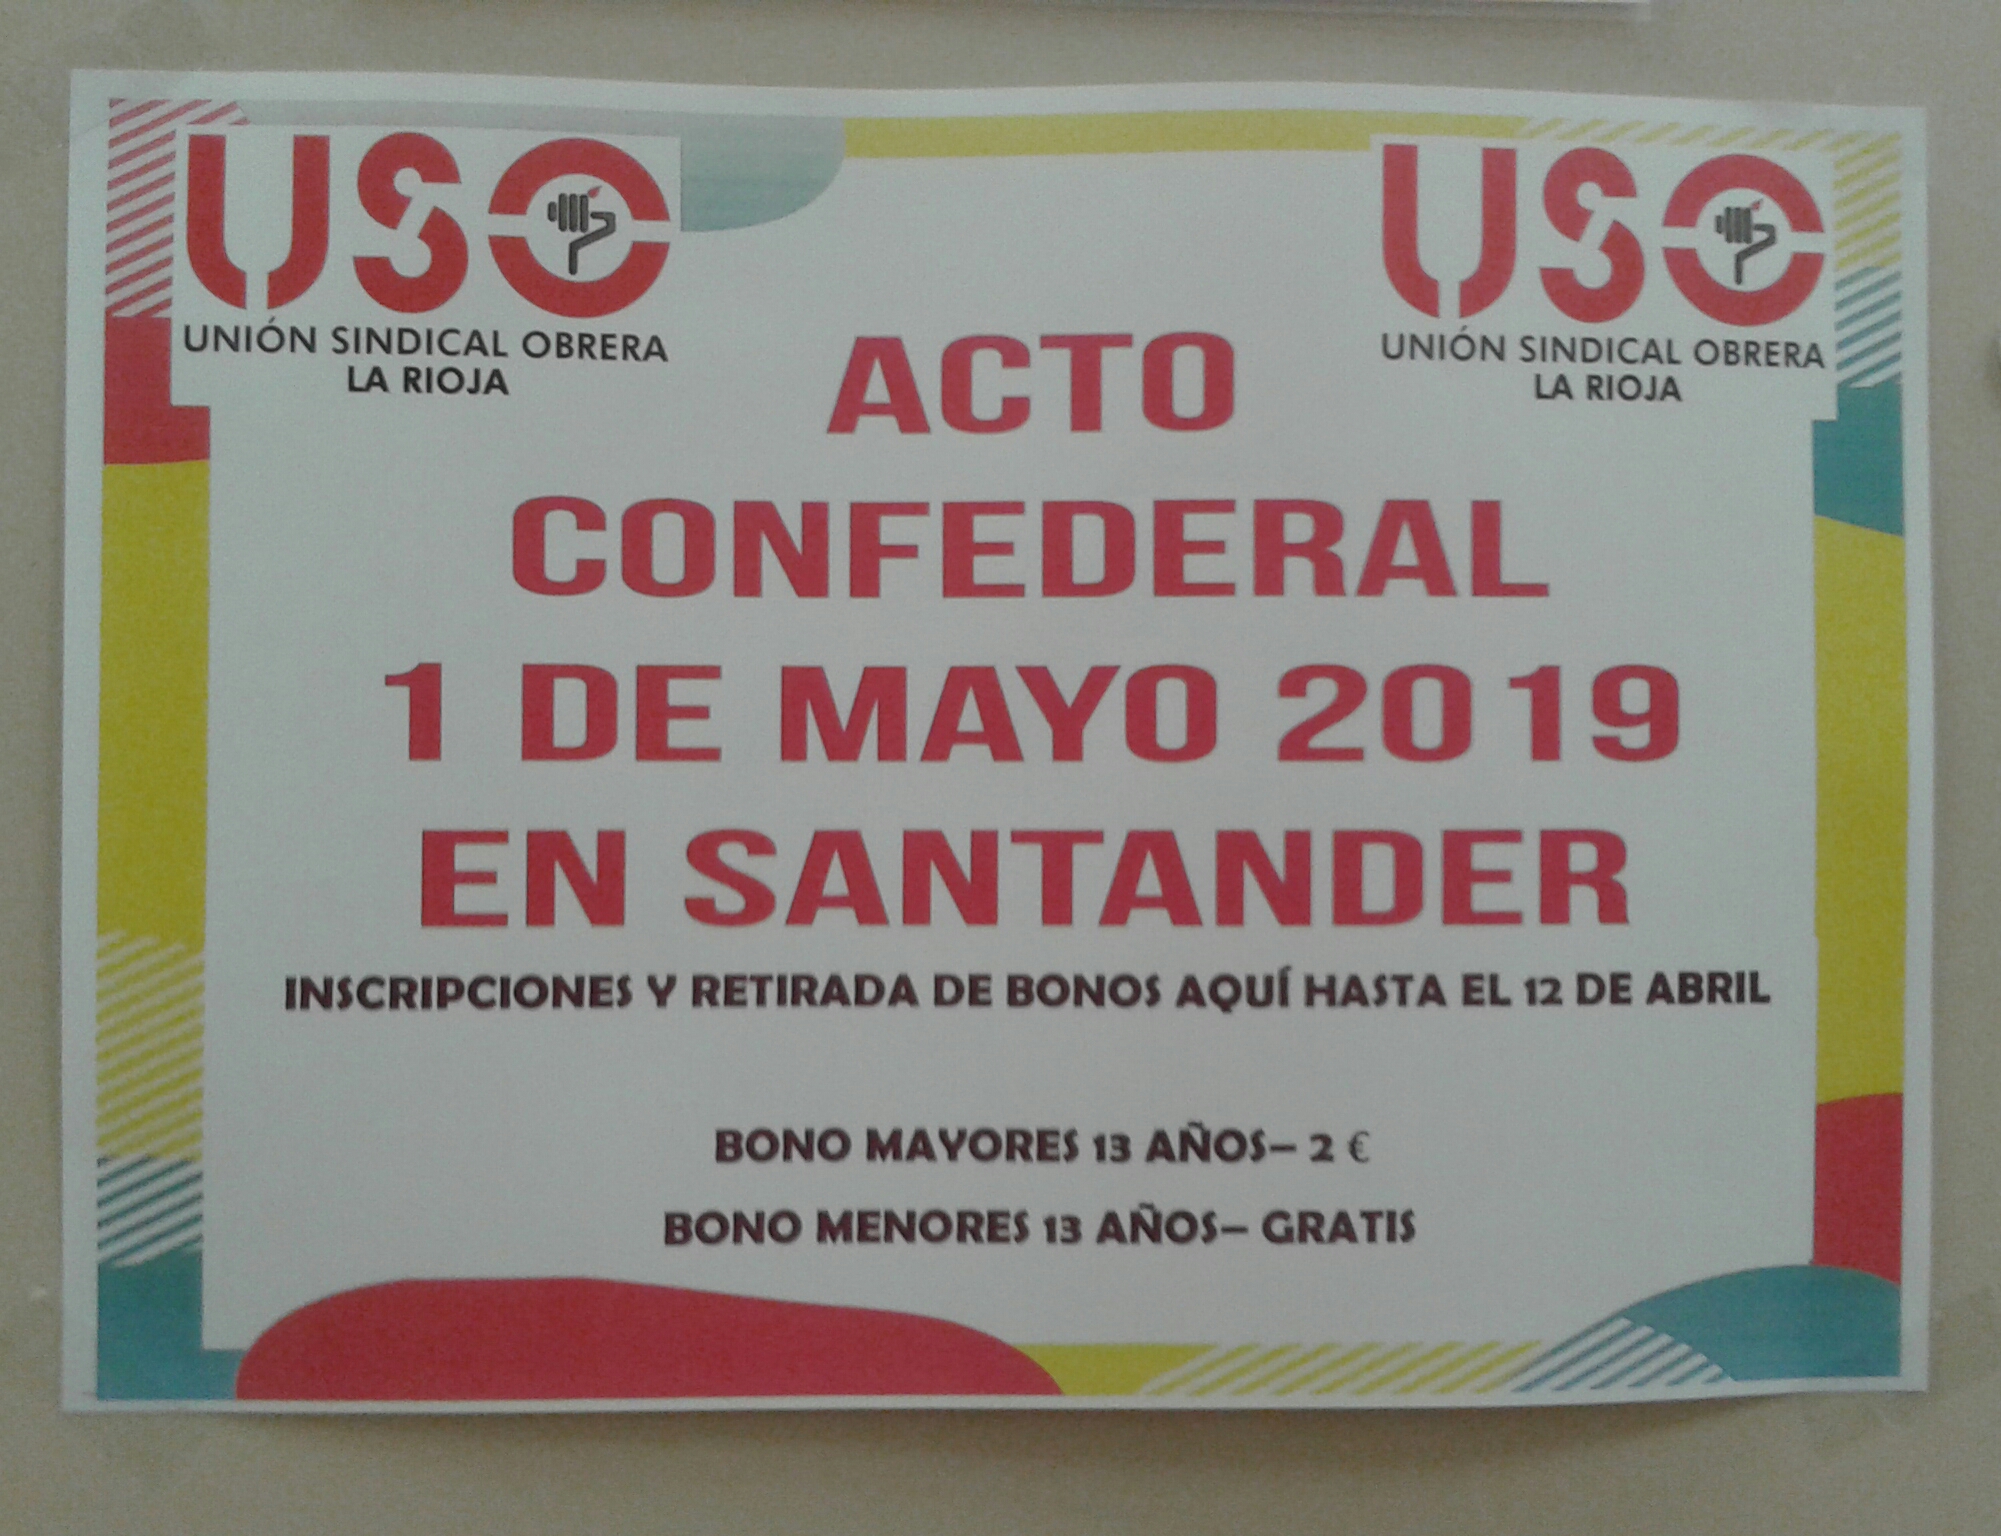 USO
UNIÓN SINDICAL OBRERA
LA RIOJA
USO
UNIÓN SINDICAL OBRERA
LA RIOJA
ACTO
CONFEDERAL
1 DE MAYO 2019
EN SANTANDER
INSCRIPCIONES Y RETIRADA DE BONOS AQUÍ HASTA EL 12 DE ABRIL
BONO MAYORES 13 AÑOS– 2 €
BONO MENORES 13 AÑOS– GRATIS